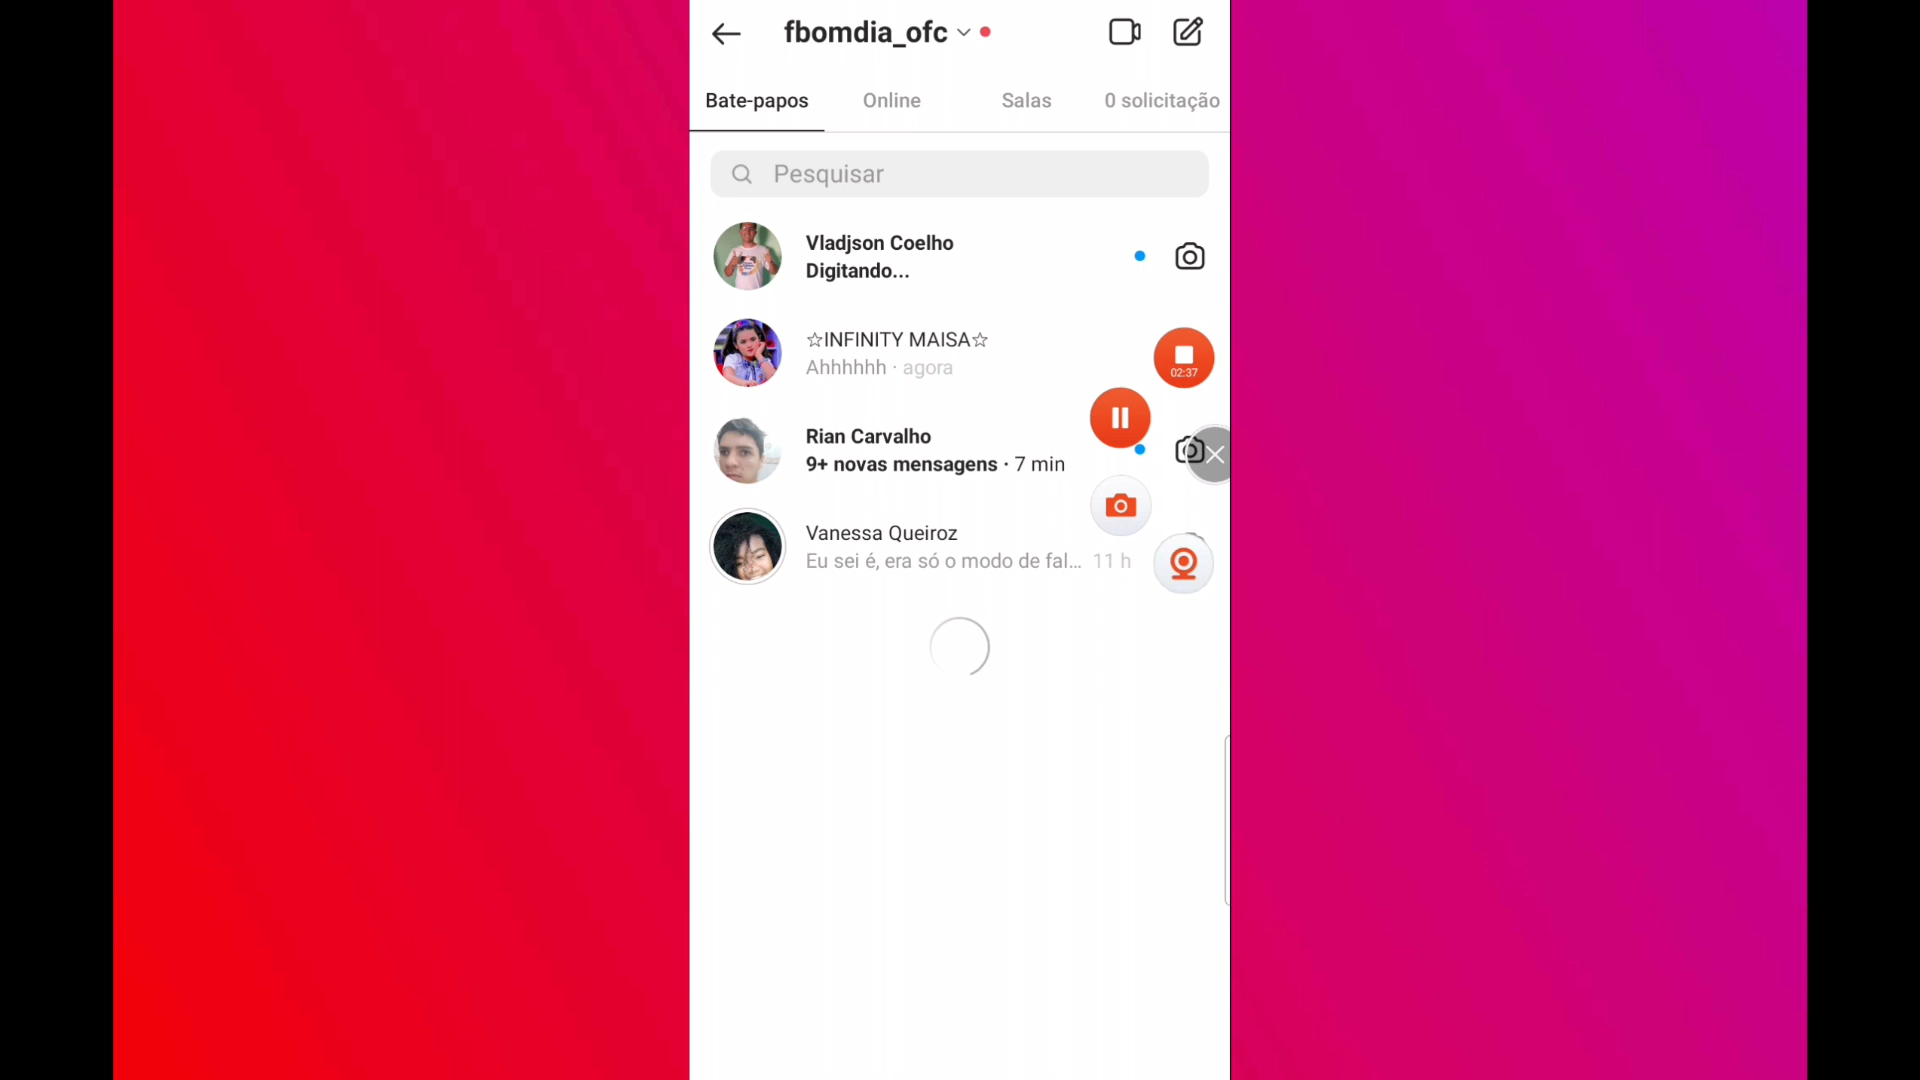 fbomdia_ofc
Bate-papos Online Salas 0 solicitação
Pesquisar
Vladjson Coelho
Digitando...
☆INFINITY MAISA☆
Ahhhhhh · agora
02:37
Rian Carvalho
9+ novas mensagens · 7 min
Vanessa Queiroz
Eu sei é, era só o modo de fal... 11 h